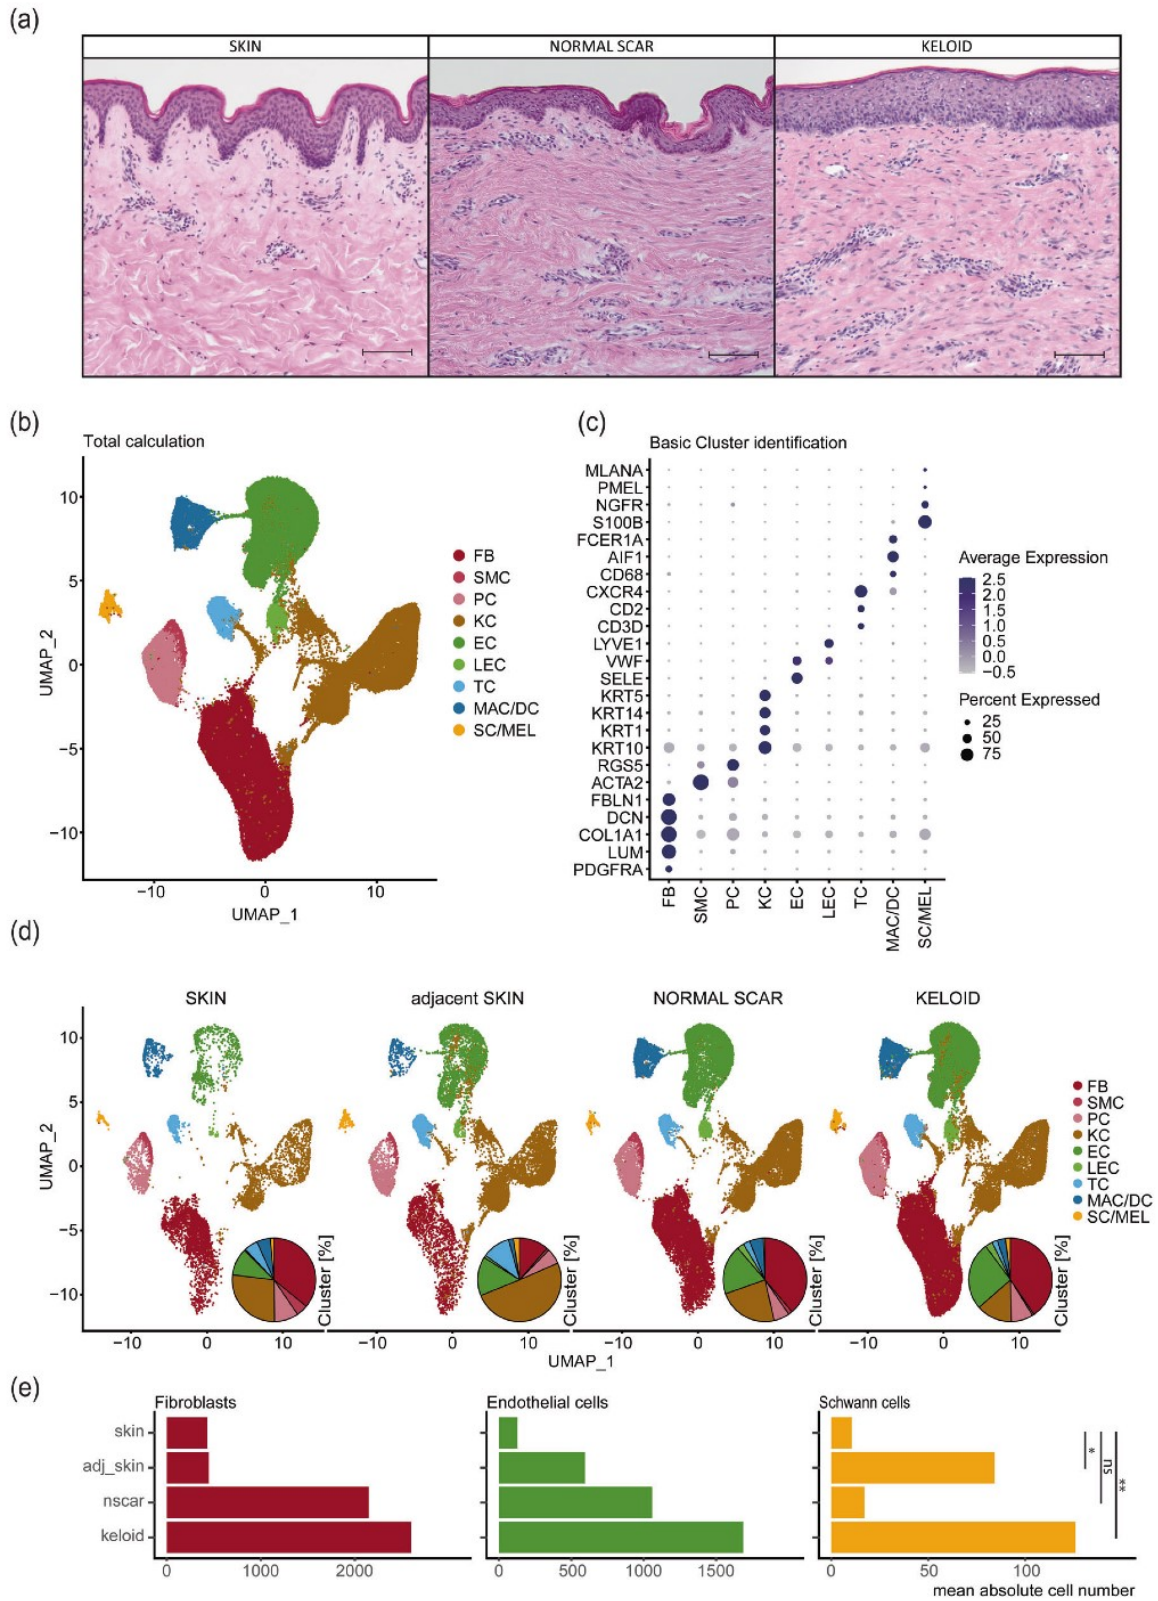 (a)
SKIN NORMAL SCAR KELOID
(b)
Total calculation
10
5
0
−5
−10
UMAP_2
−10 0 10
UMAP_1
FB
SMC
PC
KC
EC
LEC
TC
MAC/DC
SC/MEL
(c)
Basic Cluster identification
MLANA
PMEL
NGFR
S100B
FCER1A
AIF1
CD68
CXCR4
CD2
CD3D
LYVE1
VWF
SELE
KRT5
KRT14
KRT1
KRT10
RGS5
ACTA2
FBLN1
DCN
COL1A1
LUM
PDGFRA
FB SMC PC KC EC LEC TC MAC/DC SC/MEL
Average Expression
2.5
2.0
1.5
1.0
0.5
0.0
−0.5
Percent Expressed
25
50
75
(d)
SKIN adjacent SKIN NORMAL SCAR KELOID
10
5
0
−5
−10
UMAP_2
Cluster [%] Cluster [%] Cluster [%] Cluster [%]
−10 0 10 −10 0 10 −10 0 10 −10 0 10
UMAP_1
FB
SMC
PC
KC
EC
LEC
TC
MAC/DC
SC/MEL
(e)
Fibroblasts Endothelial cells Schwann cells
skin
adj_skin
nscar
keloid
* ns **
0 1000 2000 0 500 1000 1500 0 50 100
mean absolute cell number